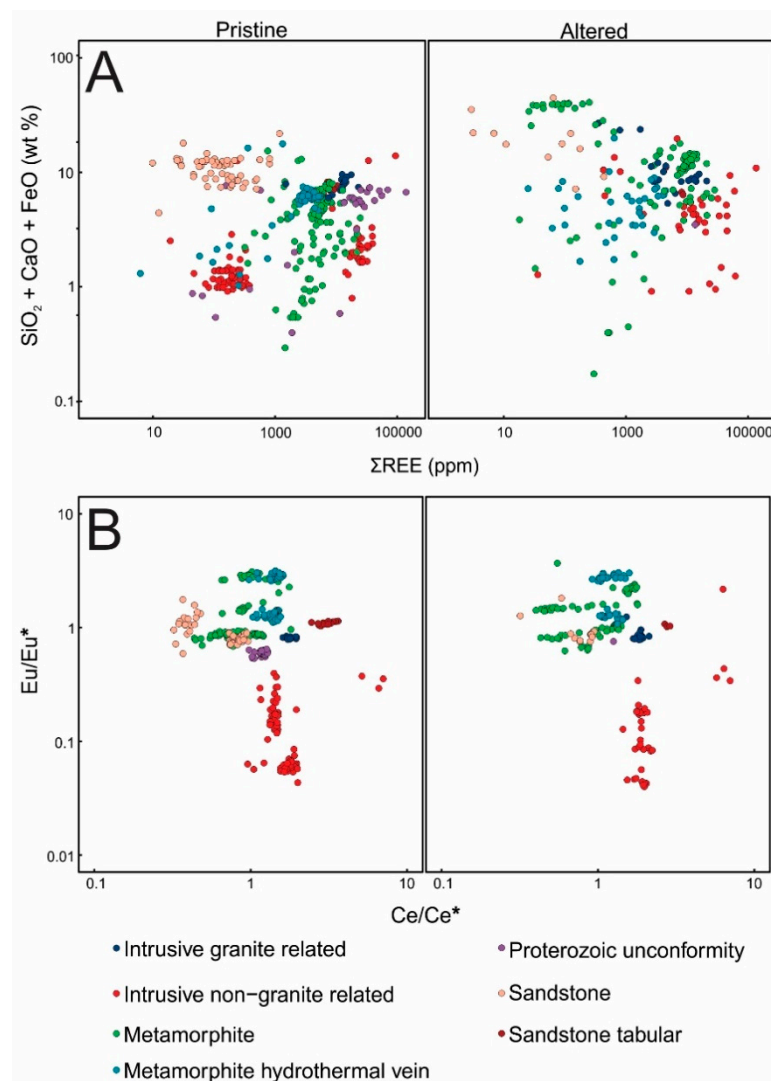 Pristine Altered
A
100
10
1
0.1
SiO₂ + CaO + FeO (wt %)
10 1000 100000 10 1000 100000
ΣREE (ppm)
B
10
1
0.1
0.01
Eu/Eu*
0.1 1 10 0.1 1 10
Ce/Ce*
Intrusive granite related
Intrusive non-granite related
Metamorphite
Metamorphite hydrothermal vein
Proterozoic unconformity
Sandstone
Sandstone tabular